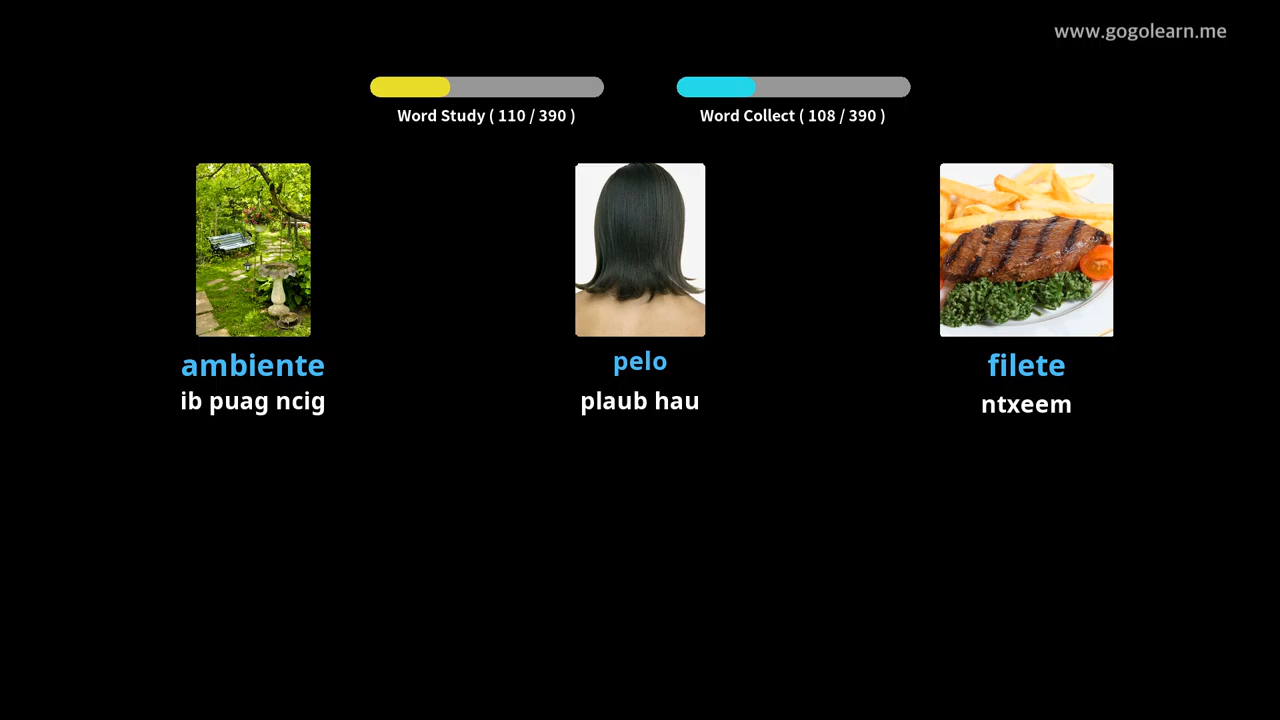 www.gogolearn.me
Word Study ( 110 / 390 )
Word Collect ( 108 / 390 )
ambiente
pelo
filete
ib puag ncig
plaub hau
ntxeem